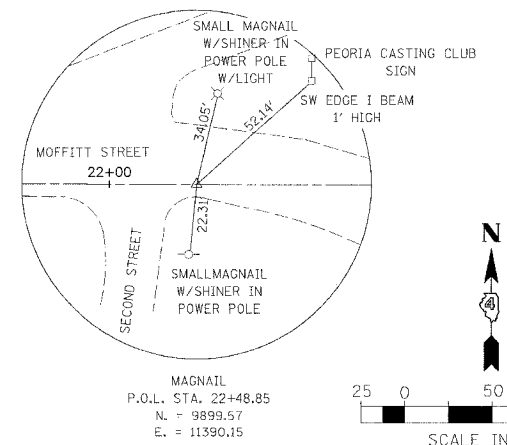 SMALL MAGNAIL
W/SHINER IN
POWER POLE
W/LIGHT
PEORIA CASTING CLUB
SIGN
SW EDGE I BEAM
1' HIGH
34.05'
52.14'
MOFFITT STREET
22+00
22.31
SECOND STREET
SMALLMAGNAIL
W/SHINER IN
POWER POLE
N
4
MAGNAIL
P.O.L. STA. 22+48.85
N. = 9899.57
E. = 11390.15
25 0 50
SCALE IN